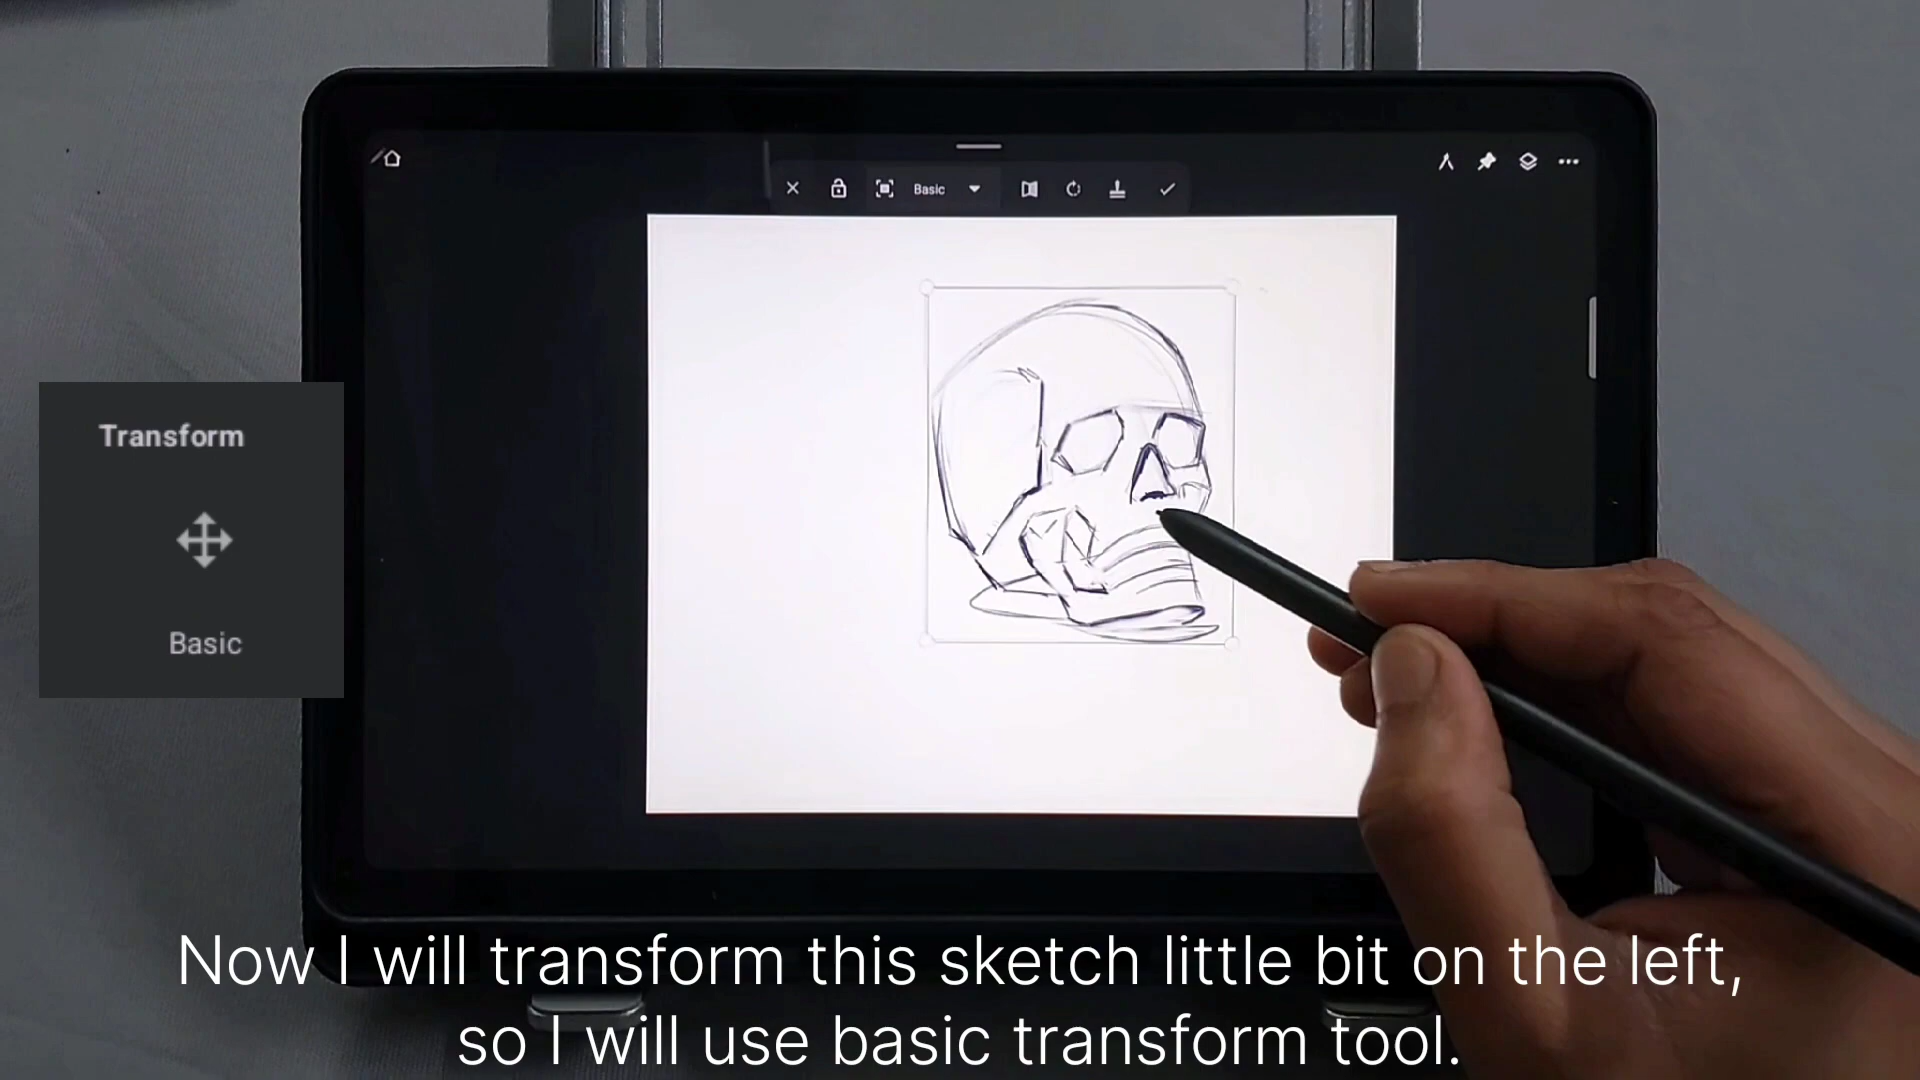 Basic
Transform
Basic
Now I will transform this sketch little bit on the left,
so I will use basic transform tool.